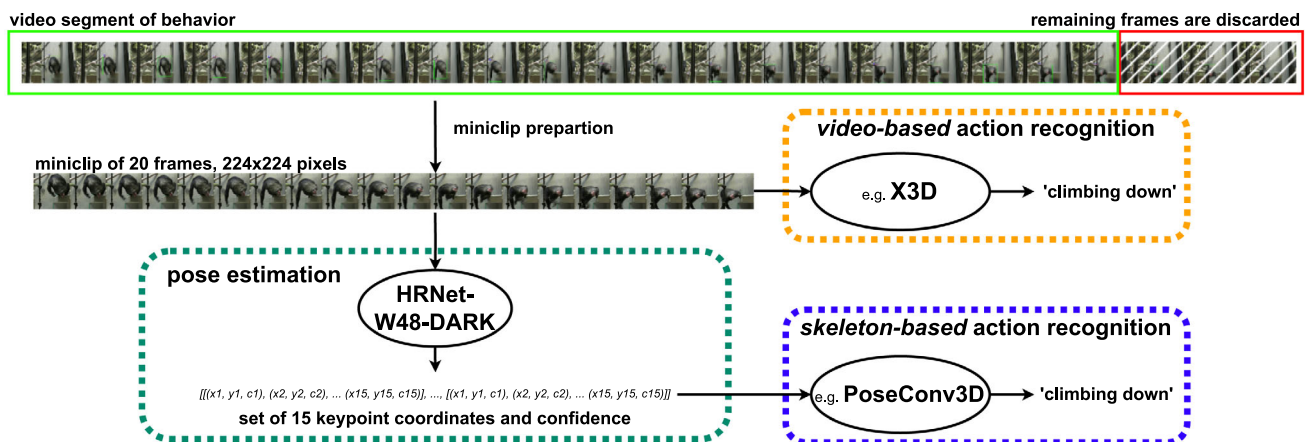 video segment of behavior
remaining frames are discarded
miniclip prepartion
video-based action recognition
miniclip of 20 frames, 224x224 pixels
e.g. X3D
'climbing down'
pose estimation
HRNet-
W48-DARK
skeleton-based action recognition
[[(x1, y1, c1), (x2, y2, c2), ... (x15, y15, c15)], ..., [(x1, y1, c1), (x2, y2, c2), ... (x15, y15, c15)]]
e.g. PoseConv3D
'climbing down'
set of 15 keypoint coordinates and confidence